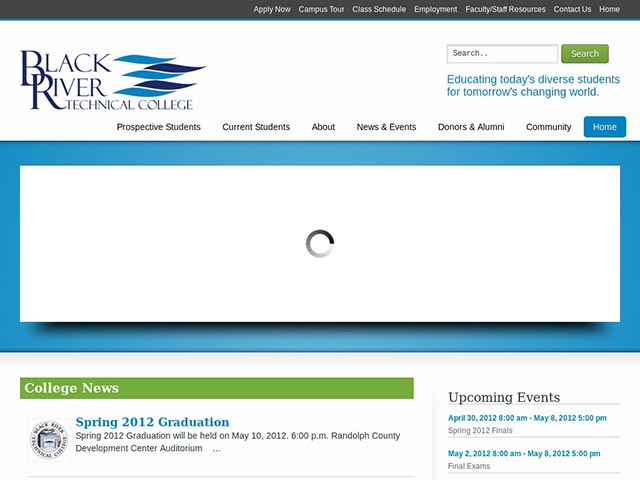 Apply Now Campus Tour Class Schedule Employment Faculty/Staff Resources Contact Us Home
BLACK
RIVER
TECHNICAL COLLEGE
Search..
Search
Educating today's diverse students
for tomorrow's changing world.
Prospective Students Current Students About News & Events Donors & Alumni Community Home
College News
Spring 2012 Graduation
Spring 2012 Graduation will be held on May 10, 2012. 6:00 p.m. Randolph County
Development Center Auditorium ...
BLACK RIVER
TECHNICAL COLLEGE
Upcoming Events
April 30, 2012 8:00 am - May 8, 2012 5:00 pm
Spring 2012 Finals
May 2, 2012 8:00 am - May 8, 2012 5:00 pm
Final Exams